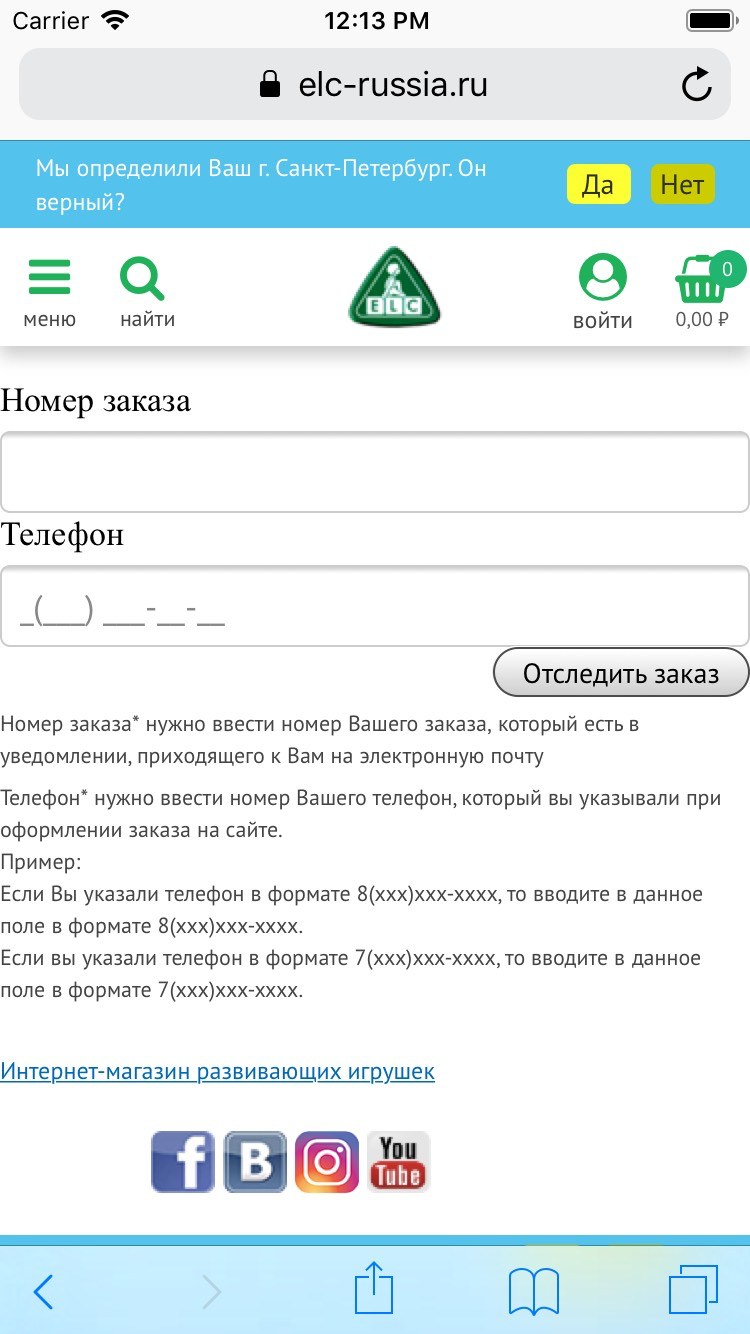 Carrier 12:13 PM
elc-russia.ru
Мы определили Ваш г. Санкт-Петербург. Он
верный?
Да Нет
меню найти ELC войти 0 0,00 ₽
Номер заказа
Телефон
_(___) ___-__-__
Отследить заказ
Номер заказа* нужно ввести номер Вашего заказа, который есть в
уведомлении, приходящего к Вам на электронную почту
Телефон* нужно ввести номер Вашего телефон, который вы указывали при
оформлении заказа на сайте.
Пример:
Если Вы указали телефон в формате 8(xxx)xxx-xxxx, то вводите в данное
поле в формате 8(xxx)xxx-xxxx.
Если вы указали телефон в формате 7(xxx)xxx-xxxx, то вводите в данное
поле в формате 7(xxx)xxx-xxxx.
Интернет-магазин развивающих игрушек
f B You
Tube